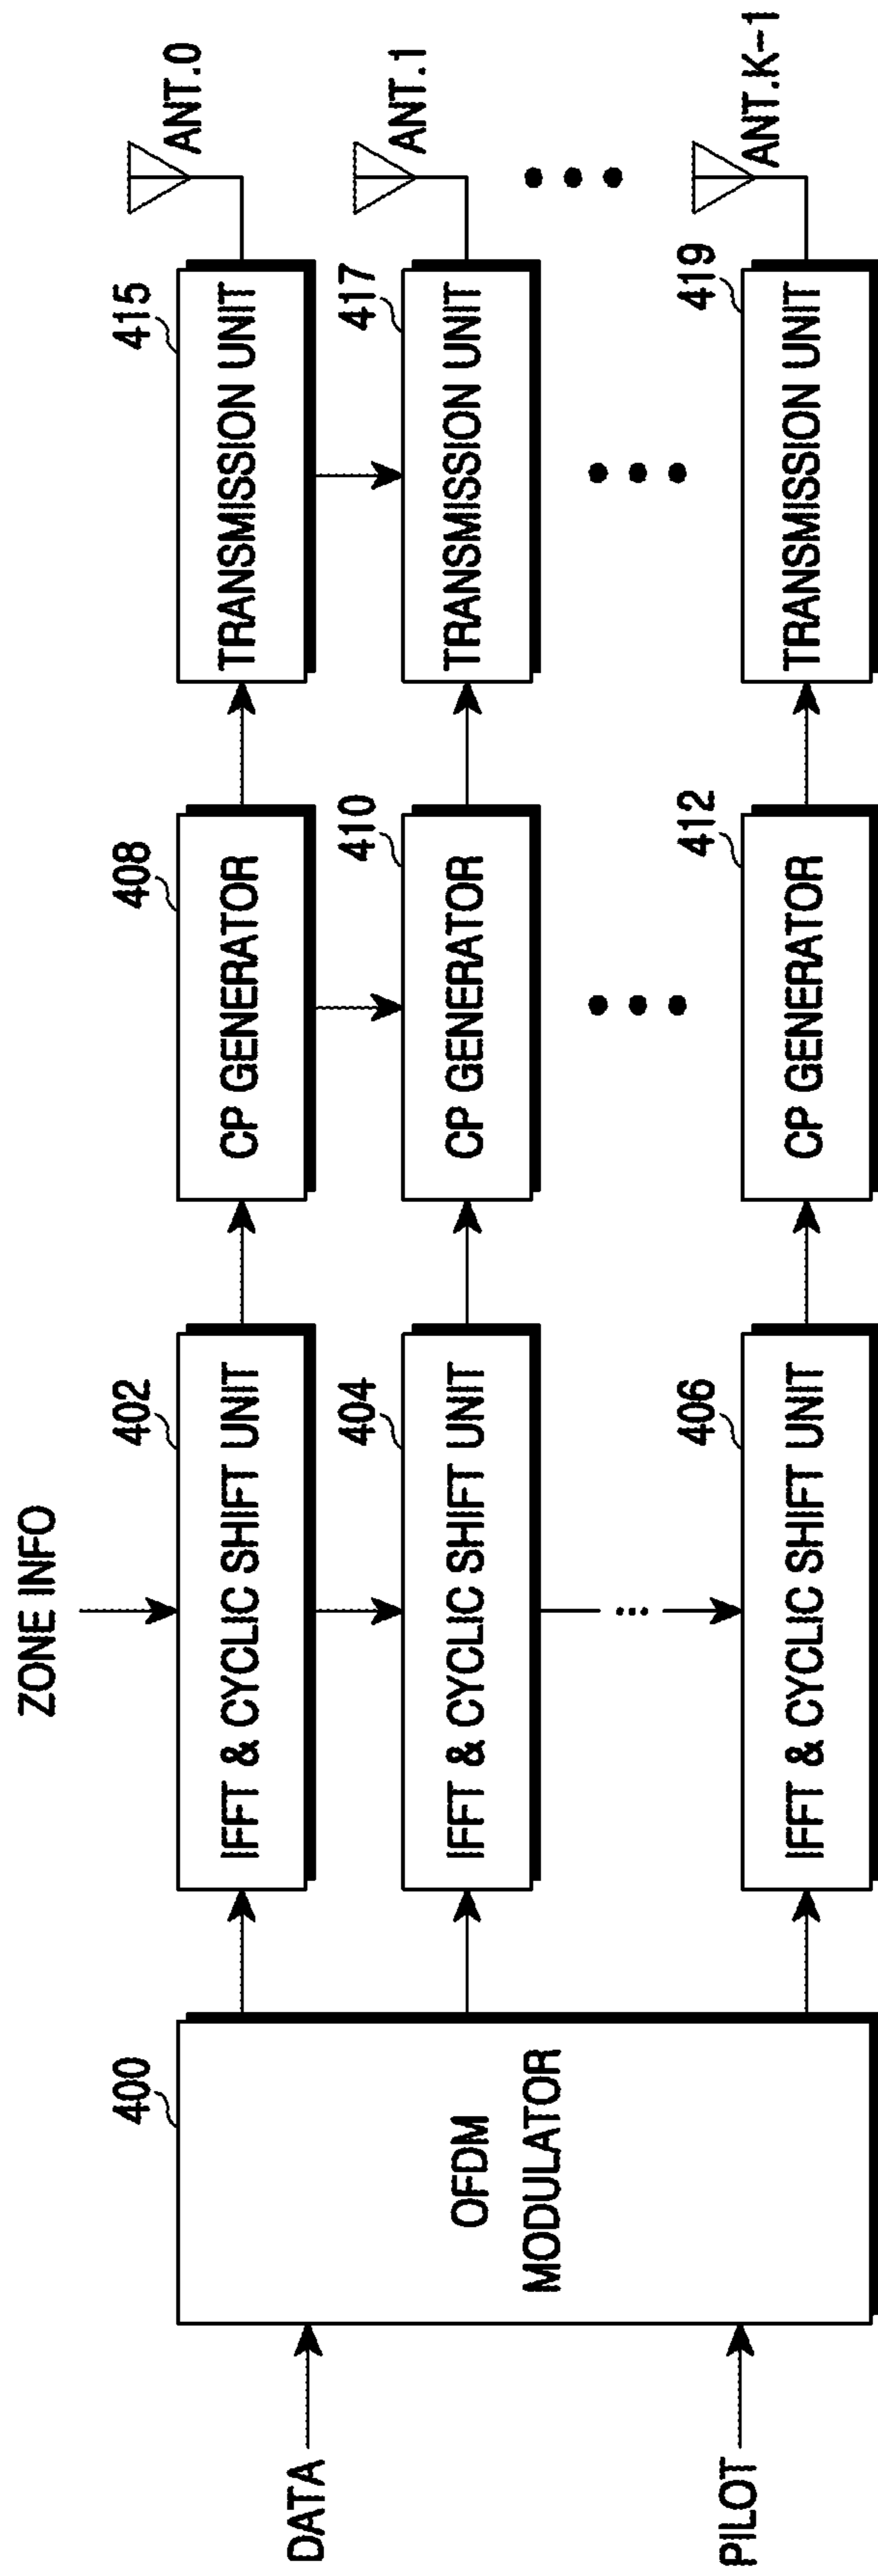 ZONE INFO
400
402
408
415
DATA
PILOT
OFDM
MODULATOR
IFFT & CYCLIC SHIFT UNIT
CP GENERATOR
TRANSMISSION UNIT
ANT.0
404
410
417
IFFT & CYCLIC SHIFT UNIT
CP GENERATOR
TRANSMISSION UNIT
ANT.1
...
406
412
419
IFFT & CYCLIC SHIFT UNIT
CP GENERATOR
TRANSMISSION UNIT
ANT.K-1